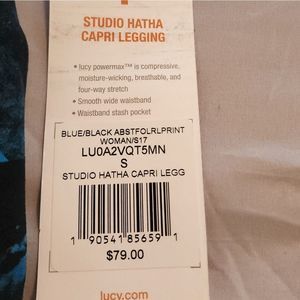 STUDIO HATHA
CAPRI LEGGING
• lucy powermax™ is compressive,
moisture-wicking, breathable, and
four-way stretch
• Smooth wide waistband
• Waistband stash pocket
BLUE/BLACK ABSTFOLRLPRINT
WOMAN/S17
LU0A2VQT5MN
S
STUDIO HATHA CAPRI LEGG
1 90541 85659 1
$79.00
lucy.com